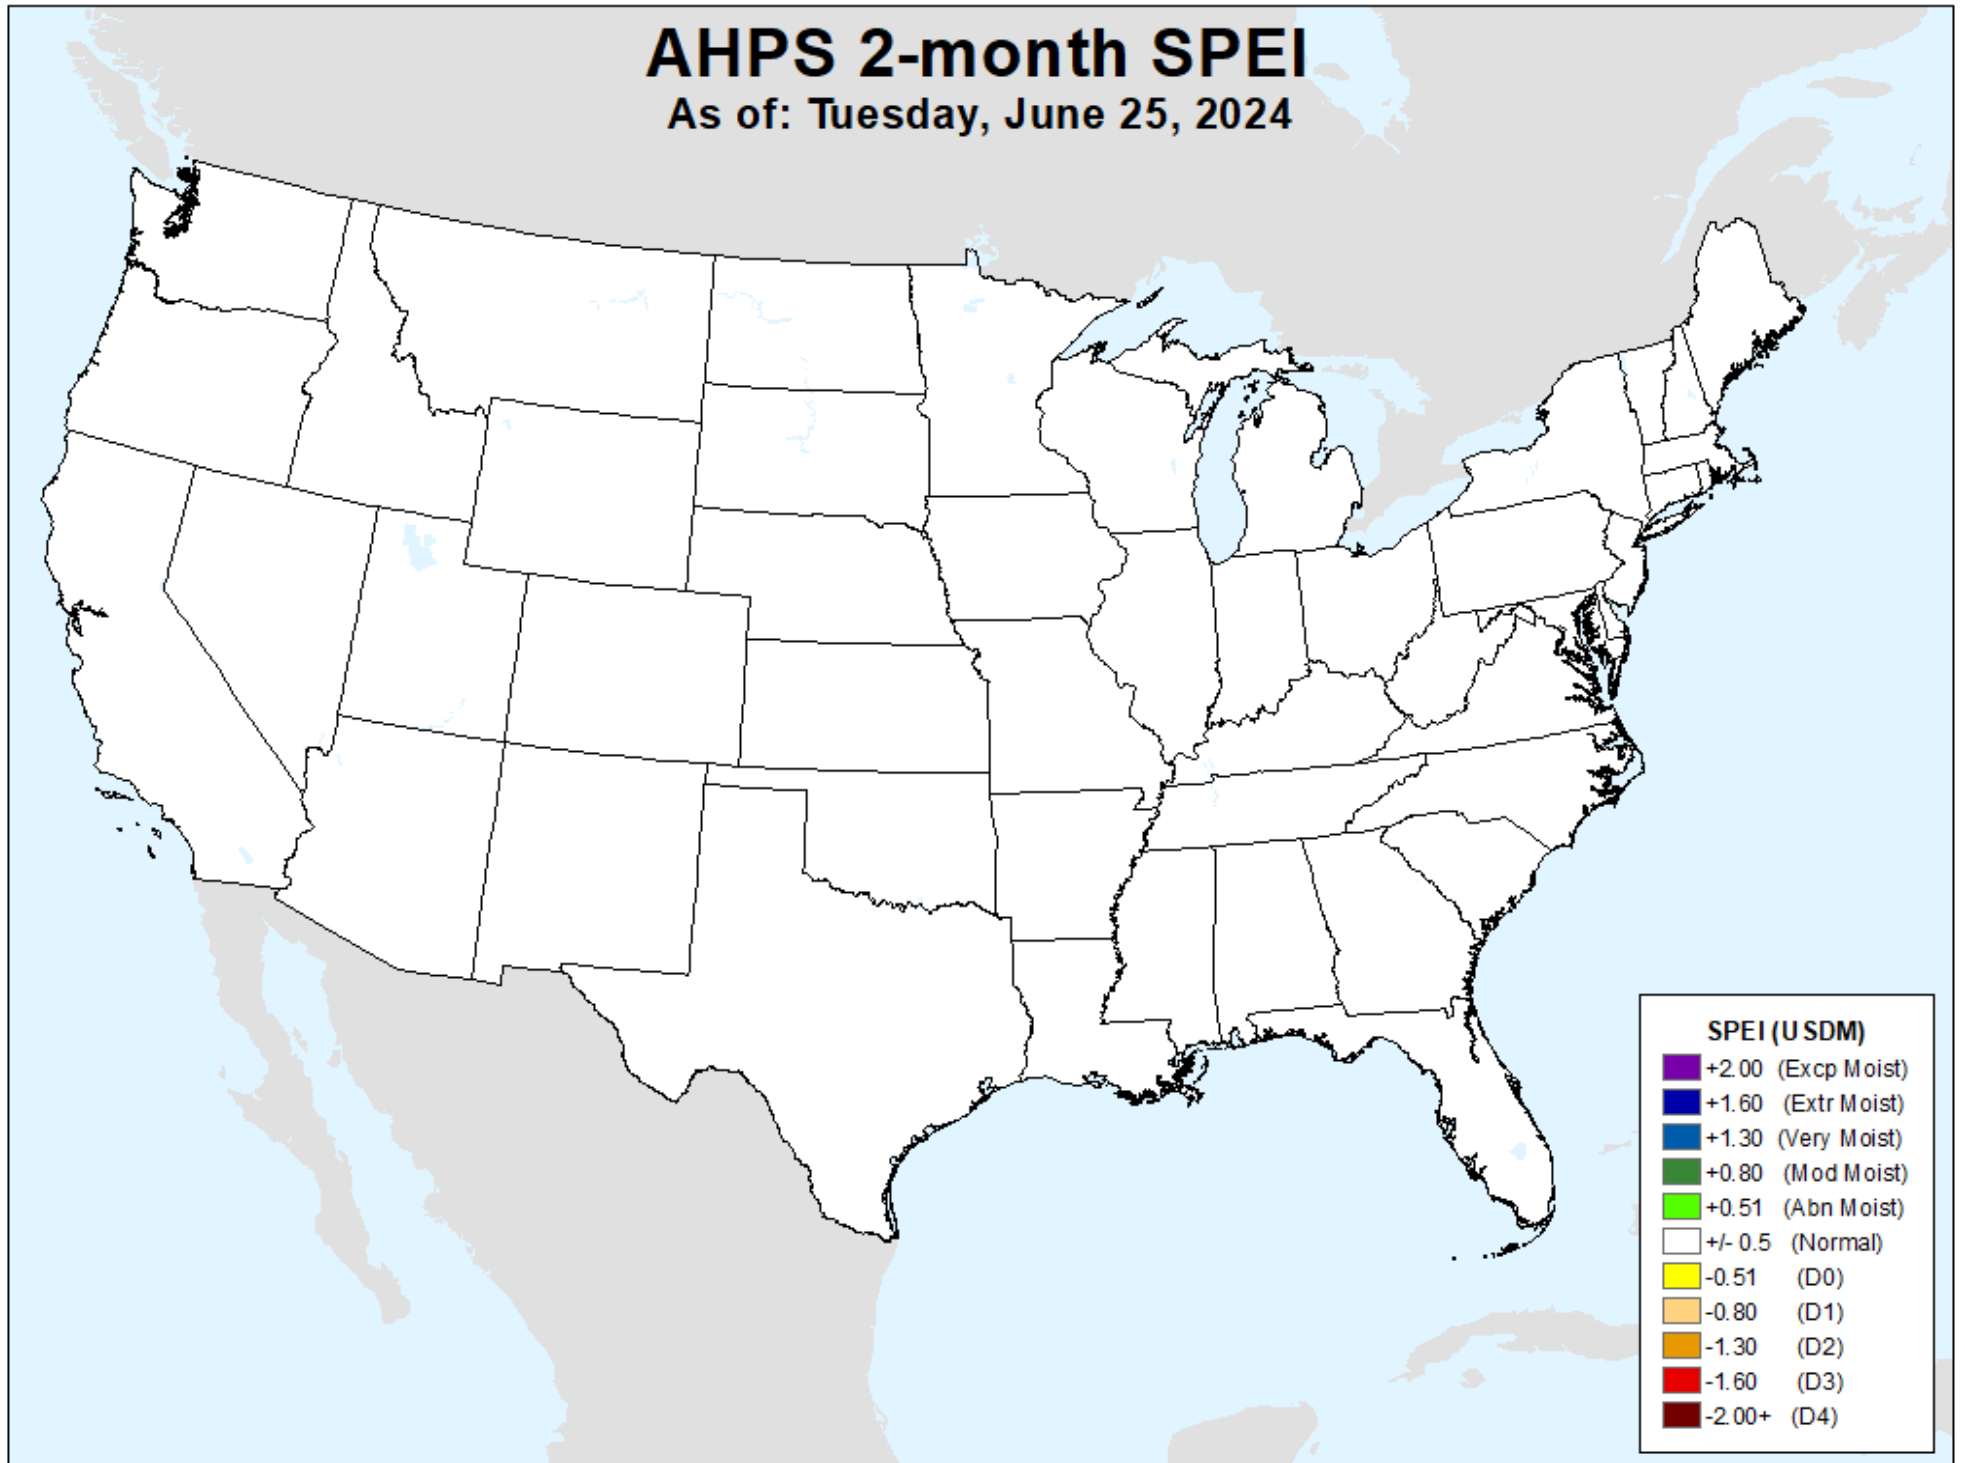 AHPS 2-month SPEI
As of: Tuesday, June 25, 2024
SPEI (USDM)
+2.00 (Excp Moist)
+1.60 (Extr Moist)
+1.30 (Very Moist)
+0.80 (Mod Moist)
+0.51 (Abn Moist)
+/- 0.5 (Normal)
-0.51 (D0)
-0.80 (D1)
-1.30 (D2)
-1.60 (D3)
-2.00+ (D4)